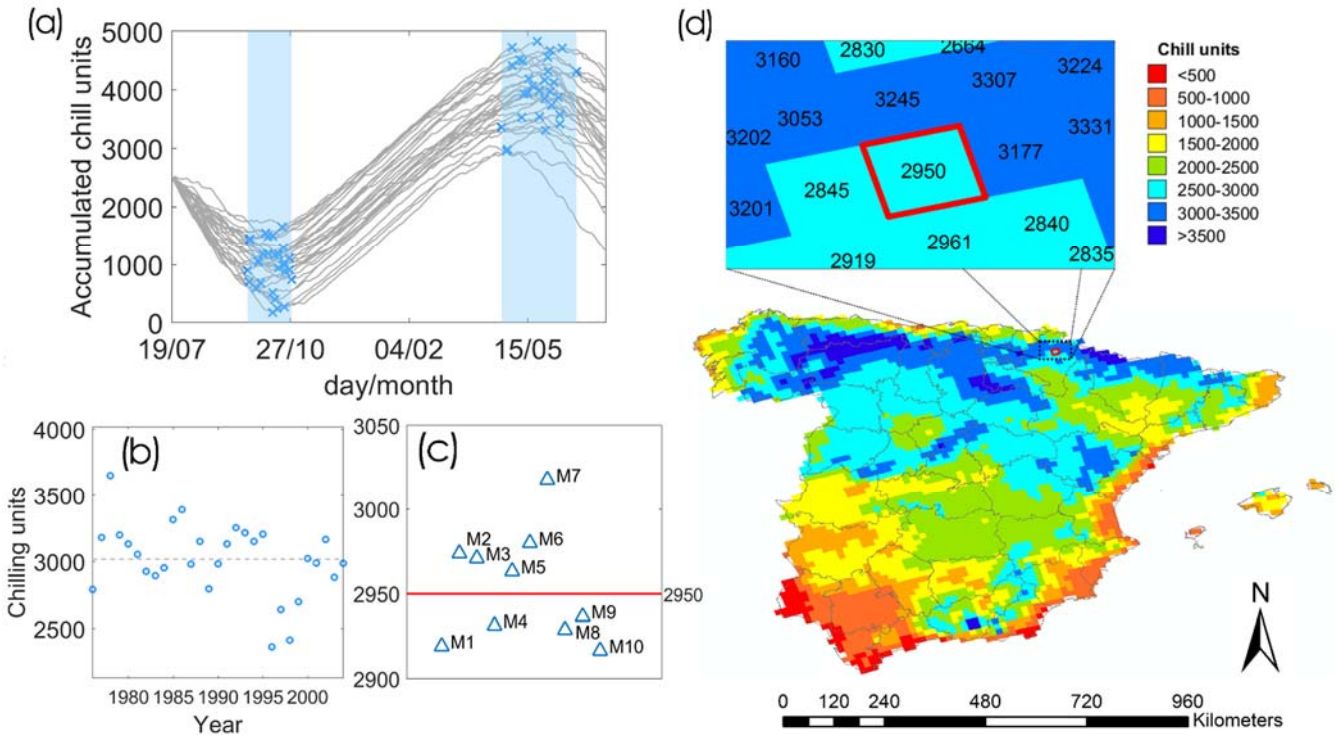 (a)
Accumulated chill units
5000
4000
3000
2000
1000
0
19/07 27/10 04/02 15/05
day/month
(b)
Chilling units
4000
3500
3000
2500
1980 1985 1990 1995 2000
Year
(c)
3050
3000
2950
2900
M7
M2
M3
M6
M5
2950
M1
M4
M8
M9
M10
(d)
3160 2830 2664 3224
3307
3245
3202 3053 3331
3177
2845 2950
3201
2961 2840
2919 2835
Chill units
<500
500-1000
1000-1500
1500-2000
2000-2500
2500-3000
3000-3500
>3500
N
0 120 240 480 720 960
Kilometers